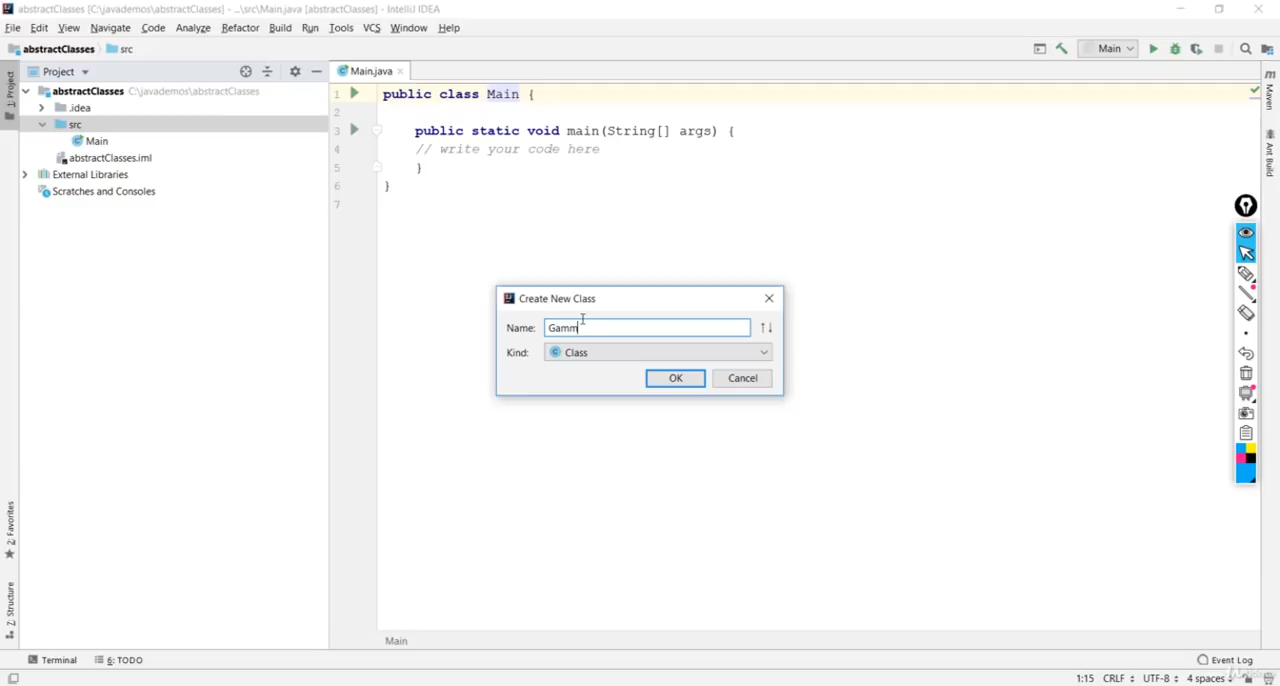 abstractClasses [C:\javademos\abstractClasses] - ...\src\Main.java [abstractClasses] - IntelliJ IDEA
File Edit View Navigate Code Analyze Refactor Build Run Tools VCS Window Help
abstractClasses src Main
1: Project
Project
Main.java
abstractClasses C:\javademos\abstractClasses
.idea
src
Main
abstractClasses.iml
External Libraries
Scratches and Consoles
1 public class Main {
2
3 public static void main(String[] args) {
4 // write your code here
5 }
6 }
7
Create New Class
Name: Gamm
Kind: Class
OK Cancel
Maven
Ant Build
2: Favorites
7: Structure
Main
Terminal 6: TODO Event Log
1:15 CRLF UTF-8 4 spaces